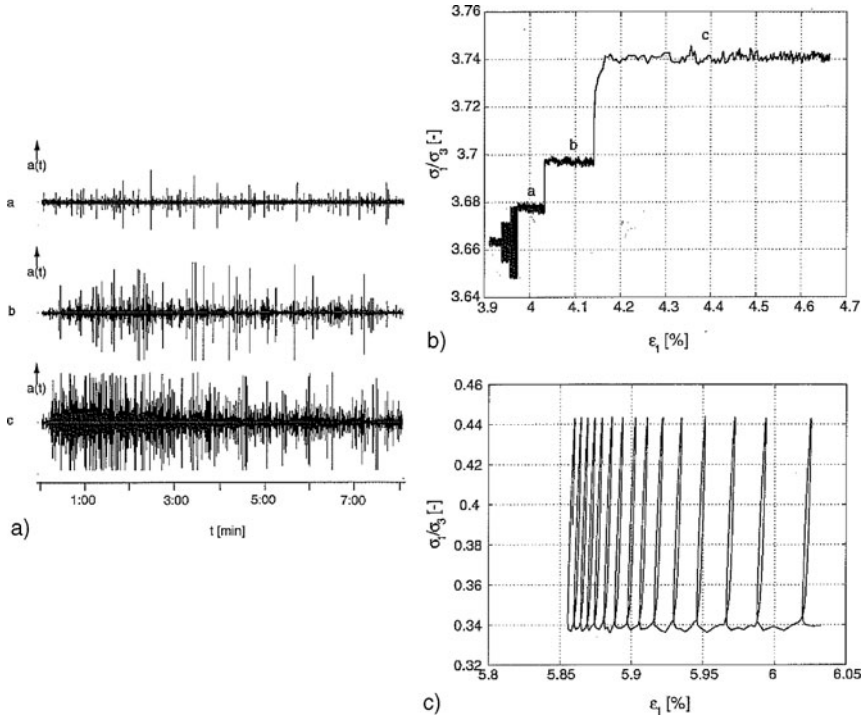 a(t)
a
a(t)
b
a(t)
c
1:00 3:00 5:00 7:00
t [min]
a)
3.76
3.74
3.72
3.7
3.68
3.66
3.64
σ1/σ3 [-]
a
b
c
3.9 4 4.1 4.2 4.3 4.4 4.5 4.6 4.7
ε1 [%]
b)
0.46
0.44
0.42
0.4
0.38
0.36
0.34
0.32
σ1/σ3 [-]
5.8 5.85 5.9 5.95 6 6.05
ε1 [%]
c)